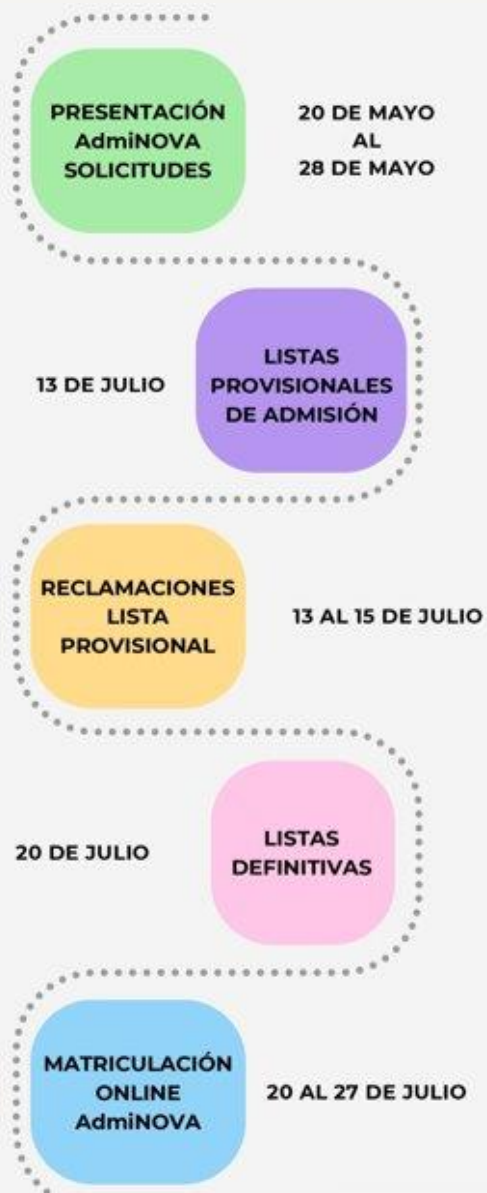 PRESENTACIÓN
AdmiNOVA
SOLICITUDES
20 DE MAYO
AL
28 DE MAYO
13 DE JULIO
LISTAS
PROVISIONALES
DE ADMISIÓN
RECLAMACIONES
LISTA
PROVISIONAL
13 AL 15 DE JULIO
20 DE JULIO
LISTAS
DEFINITIVAS
MATRICULACIÓN
ONLINE
AdmiNOVA
20 AL 27 DE JULIO